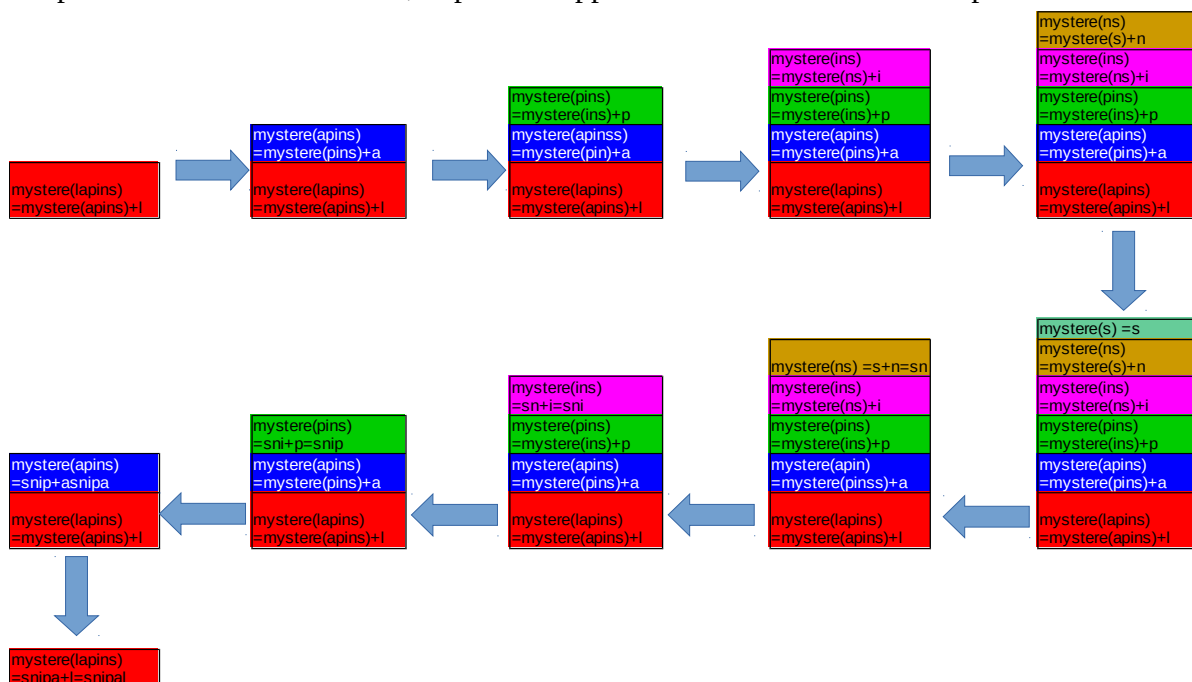 mystere(lapins)
=mystere(apins)+l
mystere(apins)
=mystere(pins)+a
mystere(lapins)
=mystere(apins)+l
mystere(pins)
=mystere(ins)+p
mystere(apinss)
=mystere(pin)+a
mystere(lapins)
=mystere(apins)+l
mystere(ins)
=mystere(ns)+i
mystere(pins)
=mystere(ins)+p
mystere(apins)
=mystere(pins)+a
mystere(lapins)
=mystere(apins)+l
mystere(ns)
=mystere(s)+n
mystere(ins)
=mystere(ns)+i
mystere(pins)
=mystere(ins)+p
mystere(apins)
=mystere(pins)+a
mystere(lapins)
=mystere(apins)+l
mystere(s) =s
mystere(ns)
=mystere(s)+n
mystere(ins)
=mystere(ns)+i
mystere(pins)
=mystere(ins)+p
mystere(apins)
=mystere(pins)+a
mystere(lapins)
=mystere(apins)+l
mystere(ns) =s+n=sn
mystere(ins)
=mystere(ns)+i
mystere(pins)
=mystere(ins)+p
mystere(apin)
=mystere(pinss)+a
mystere(lapins)
=mystere(apins)+l
mystere(ins)
=sn+i=sni
mystere(pins)
=mystere(ins)+p
mystere(apins)
=mystere(pins)+a
mystere(lapins)
=mystere(apins)+l
mystere(pins)
=sni+p=snip
mystere(apins)
=mystere(pins)+a
mystere(lapins)
=mystere(apins)+l
mystere(apins)
=snip+asnipa
mystere(lapins)
=mystere(apins)+l
mystere(lapins)
=snipa+l=snipal